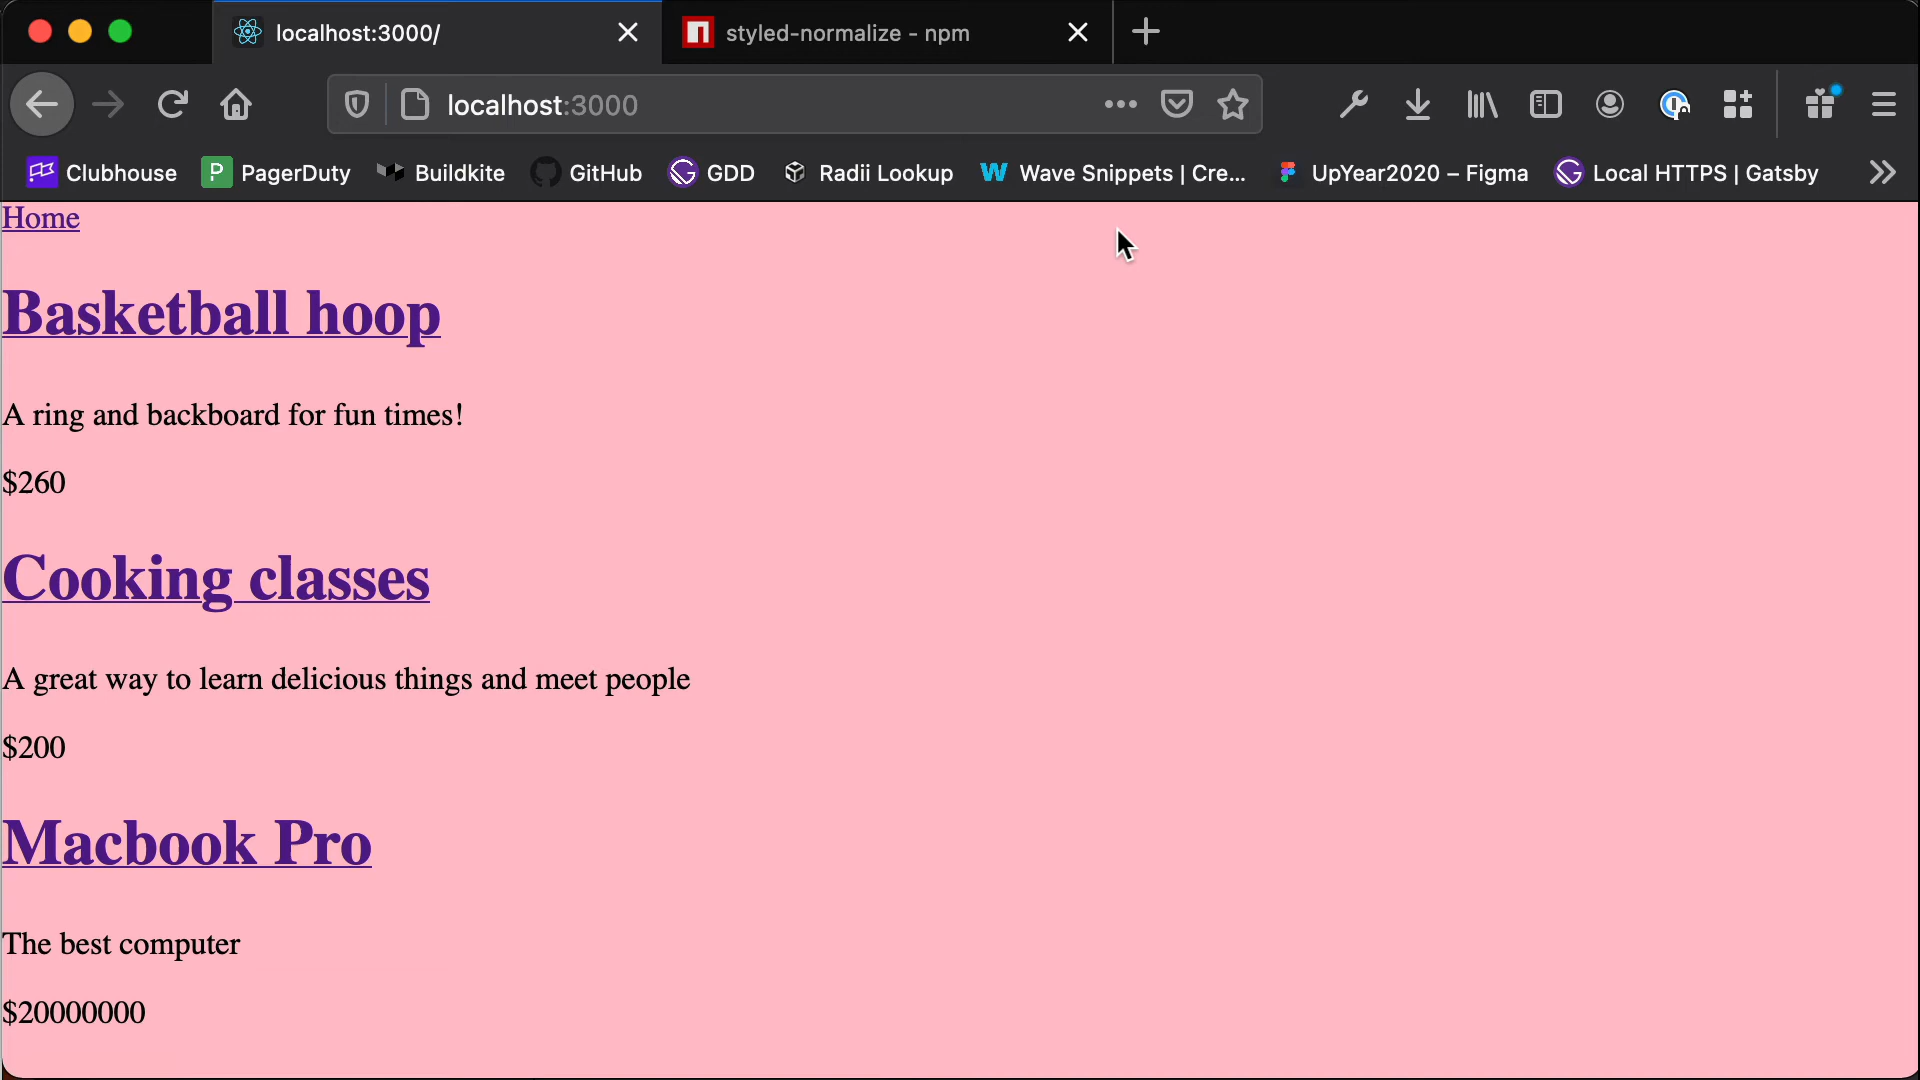 localhost:3000/
styled-normalize - npm
localhost:3000
Clubhouse
P PagerDuty
Buildkite
GitHub
GDD
Radii Lookup
W Wave Snippets | Cre...
UpYear2020 – Figma
Local HTTPS | Gatsby
Home
Basketball hoop
A ring and backboard for fun times!
$260
Cooking classes
A great way to learn delicious things and meet people
$200
Macbook Pro
The best computer
$20000000